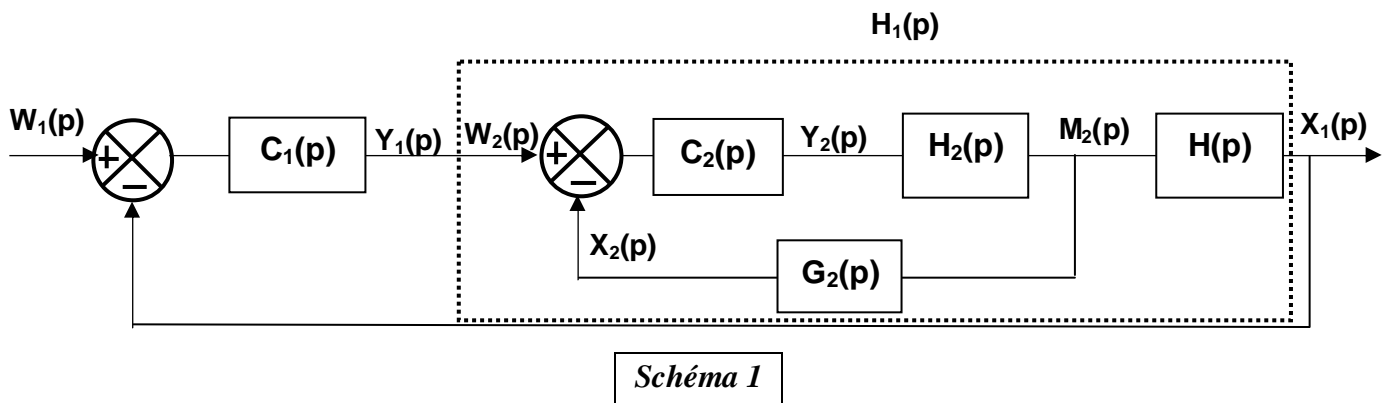 H₁(p)
W₁(p) + − C₁(p) Y₁(p) W₂(p) + − C₂(p) Y₂(p) H₂(p) M₂(p) H(p) X₁(p)
X₂(p) G₂(p)
Schéma 1